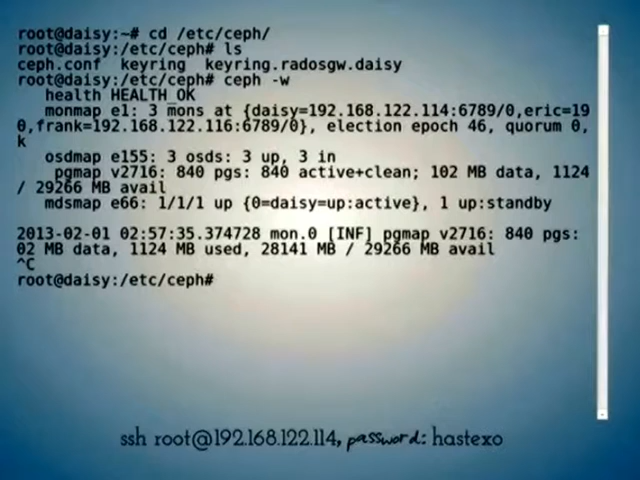 root@daisy:~# cd /etc/ceph/
root@daisy:/etc/ceph# ls
ceph.conf  keyring  keyring.radosgw.daisy
root@daisy:/etc/ceph# ceph -w
   health HEALTH_OK
   monmap e1: 3 mons at {daisy=192.168.122.114:6789/0,eric=19
0,frank=192.168.122.116:6789/0}, election epoch 46, quorum 0,
k
   osdmap e155: 3 osds: 3 up, 3 in
    pgmap v2716: 840 pgs: 840 active+clean; 102 MB data, 1124
/ 29266 MB avail
   mdsmap e66: 1/1/1 up {0=daisy=up:active}, 1 up:standby
2013-02-01 02:57:35.374728 mon.0 [INF] pgmap v2716: 840 pgs:
02 MB data, 1124 MB used, 28141 MB / 29266 MB avail
^C
root@daisy:/etc/ceph#
ssh root@192.168.122.114, password: hastexo